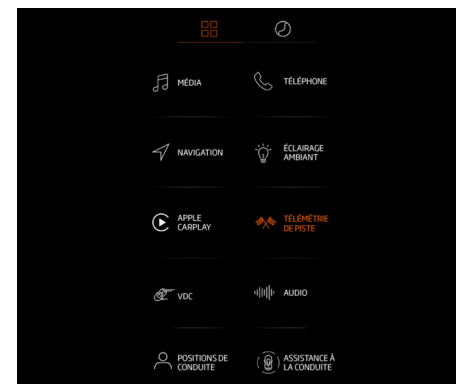 MÉDIA
TÉLÉPHONE
NAVIGATION
ÉCLAIRAGE
AMBIANT
APPLE
CARPLAY
TÉLÉMÉTRIE
DE PISTE
VDC
AUDIO
POSITIONS DE
CONDUITE
ASSISTANCE À
LA CONDUITE